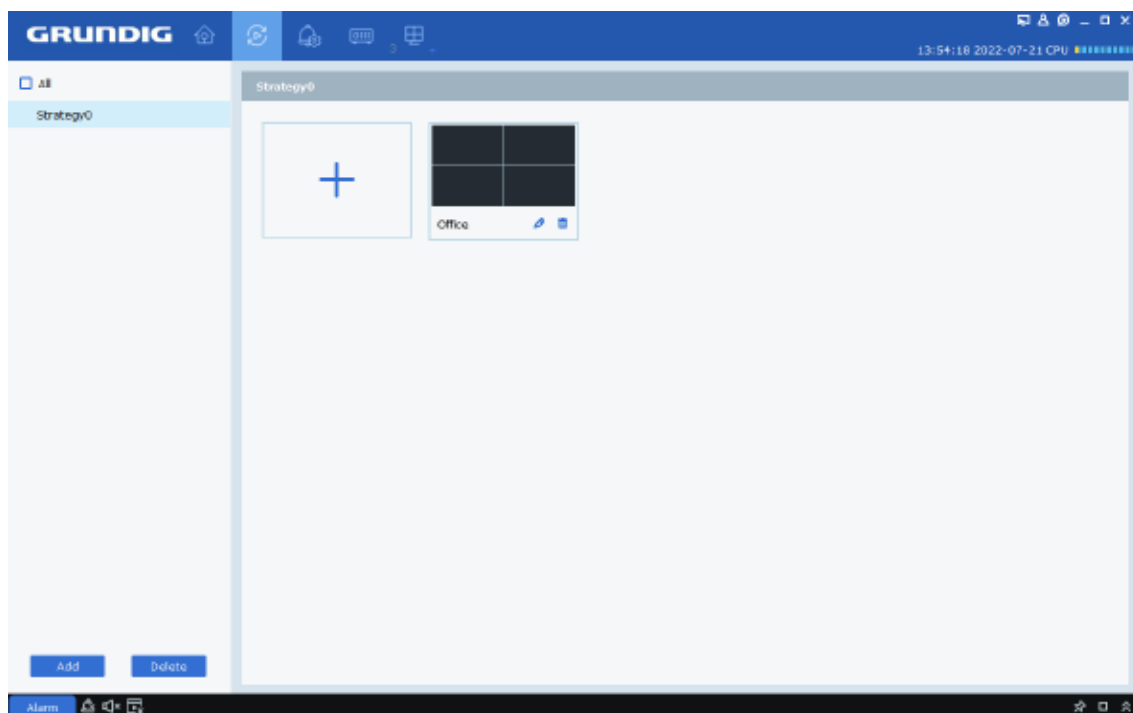 GRUNDIG
13:54:18 2022-07-21 CPU
All
Strategy0
Strategy0
Office
Add
Delete
Alarm